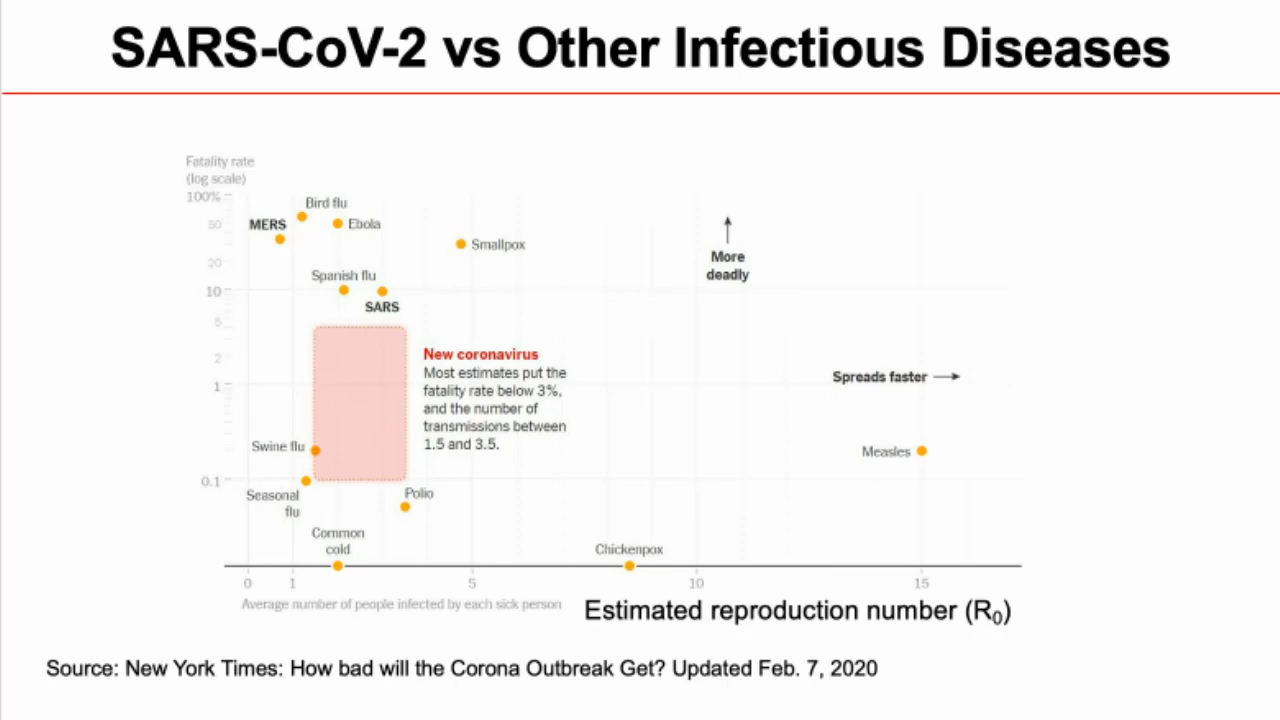 SARS-CoV-2 vs Other Infectious Diseases
Fatality rate
(log scale)
100%
Bird flu
50
MERS
Ebola
Smallpox
20
More
deadly
Spanish flu
10
SARS
5
New coronavirus
Most estimates put the
fatality rate below 3%,
and the number of
transmissions between
1.5 and 3.5.
2
1
Spreads faster
Swine flu
Measles
0.1
Seasonal
flu
Polio
Common
cold
Chickenpox
0 1 5 10 15
Average number of people infected by each sick person
Estimated reproduction number (R₀)
Source: New York Times: How bad will the Corona Outbreak Get? Updated Feb. 7, 2020